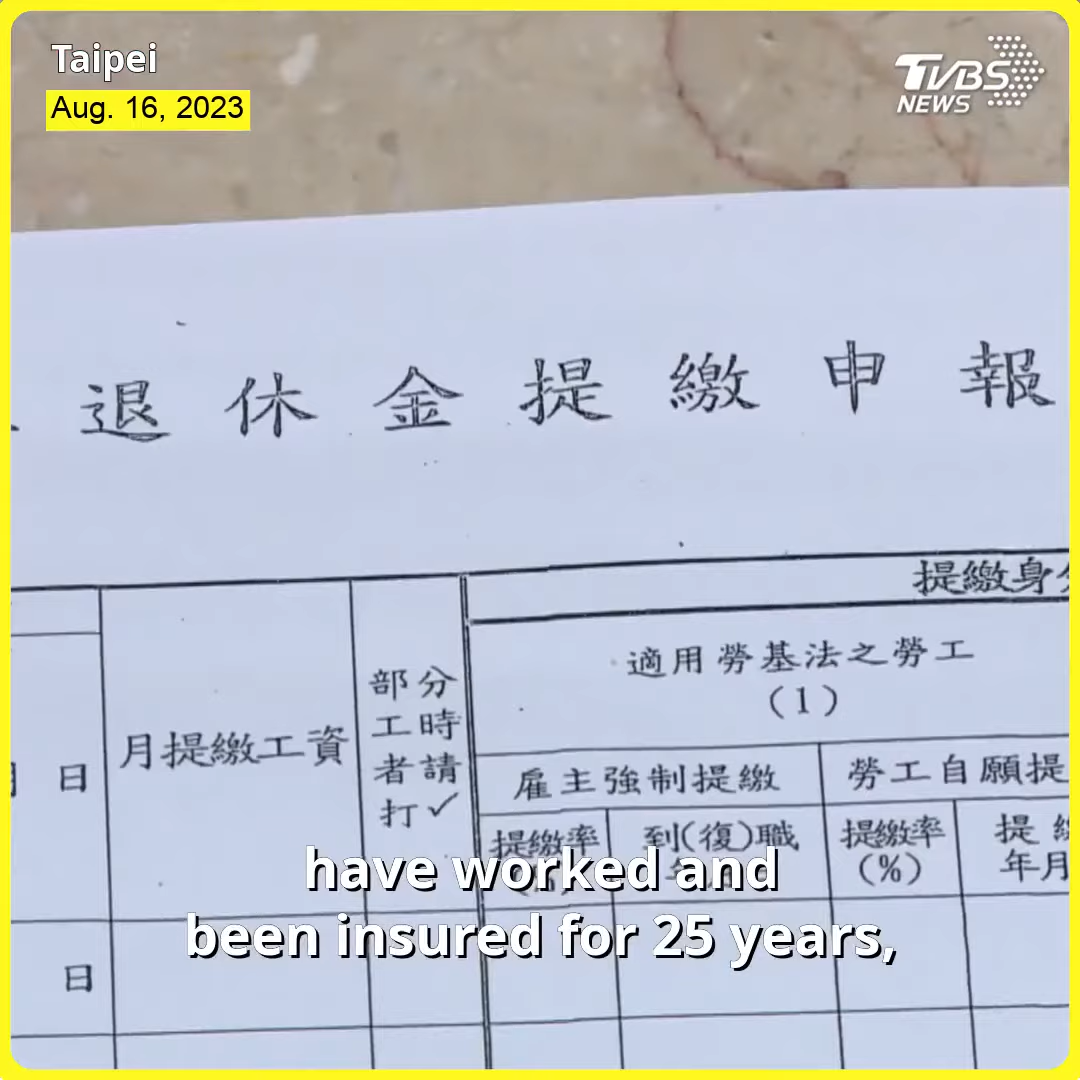 Taipei
Aug. 16, 2023
TVBS
NEWS
退休金提繳申報
提繳身
適用勞基法之勞工
(1)
部分
工時
者請
打✓
月提繳工資
日
雇主強制提繳
勞工自願提
提繳率
到(復)職
提繳率
(%)
提
年月
have worked and
been insured for 25 years,
日